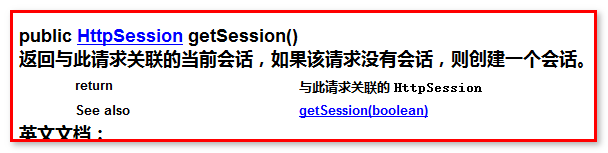 public HttpSession getSession()
返回与此请求关联的当前会话，如果该请求没有会话，则创建一个会话。
return 与此请求关联的 HttpSession
See also getSession(boolean)
英文文档：